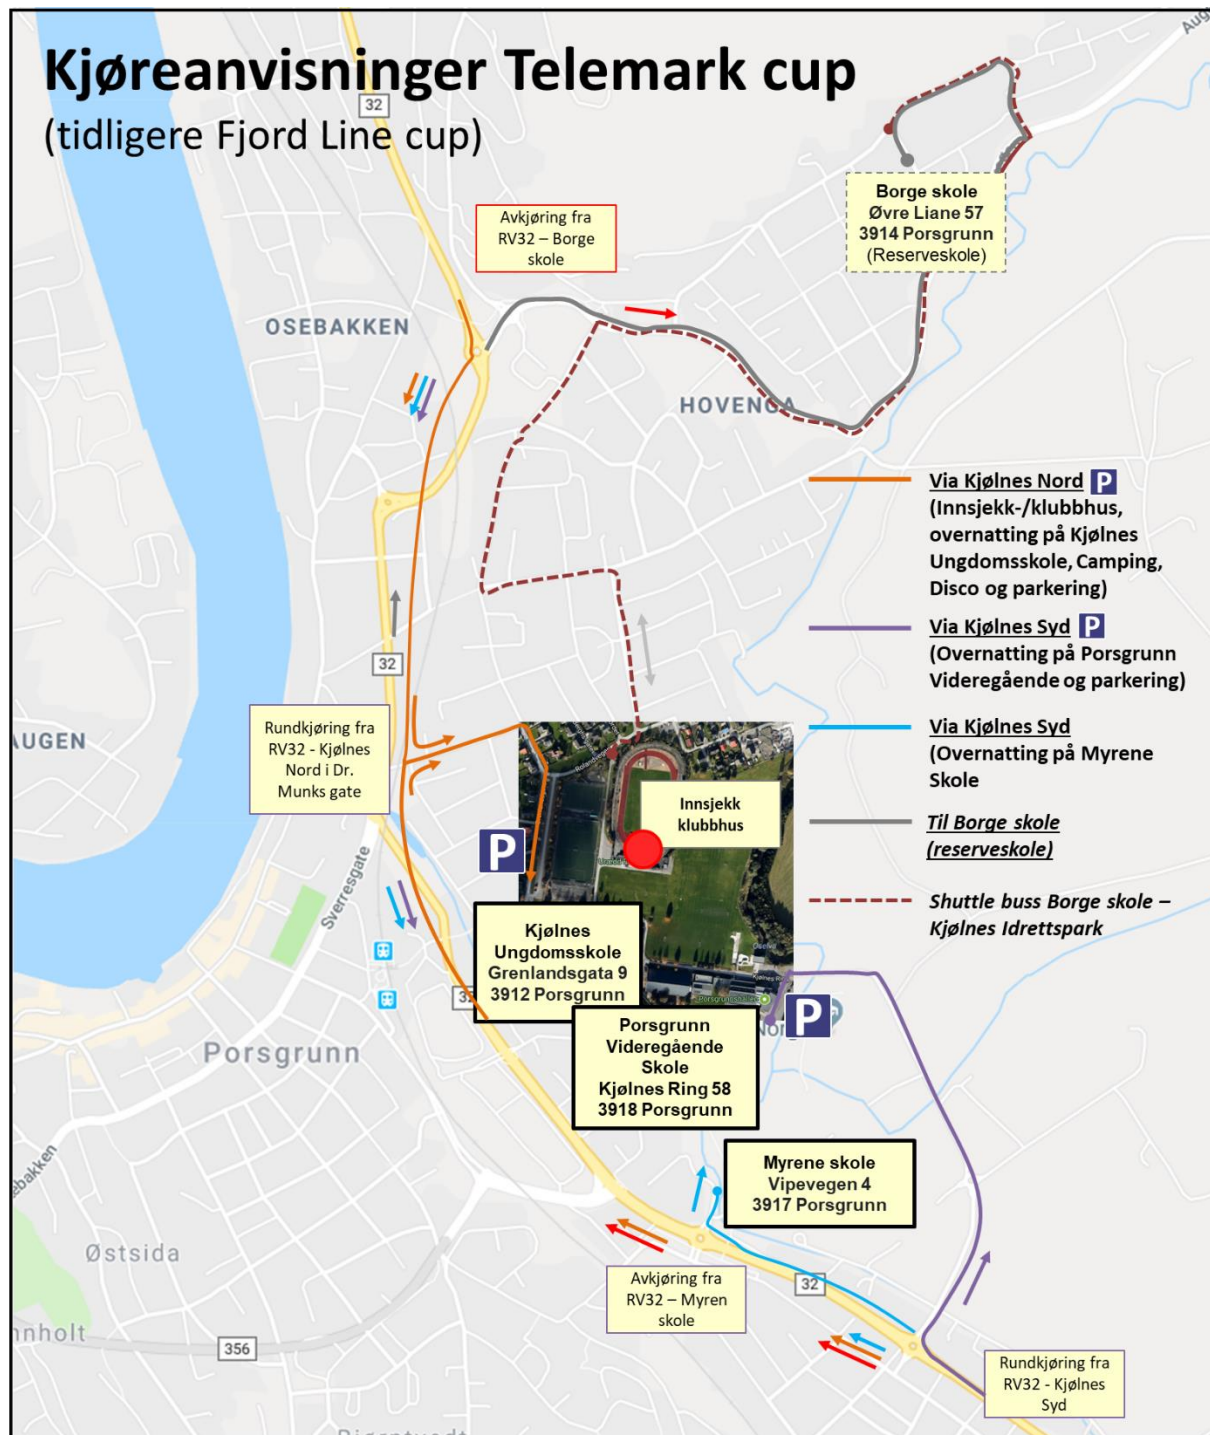 Kjøreanvisninger Telemark cup
(tidligere Fjord Line cup)
32
Borge skole
Øvre Liane 57
3914 Porsgrunn
(Reserveskole)
Avkjøring fra
RV32 – Borge
skole
OSEBAKKEN
HOVENGA
Via Kjølnes Nord P
(Innsjekk-/klubbhus,
overnatting på Kjølnes
Ungdomsskole, Camping,
Disco og parkering)
Via Kjølnes Syd P
(Overnatting på Porsgrunn
Videregående og parkering)
Via Kjølnes Syd
(Overnatting på Myrene
Skole
Til Borge skole
(reserveskole)
Shuttle buss Borge skole –
Kjølnes Idrettspark
32
AUGEN
Rundkjøring fra
RV32 - Kjølnes
Nord i Dr.
Munks gate
Innsjekk
klubbhus
P
Sverresgate
Kjølnes
Ungdomsskole
Grenlandsgata 9
3912 Porsgrunn
P
Porsgrunn
Porsgrunn
Videregående
Skole
Kjølnes Ring 58
3918 Porsgrunn
Myrene skole
Vipevegen 4
3917 Porsgrunn
Østsida
Avkjøring fra
RV32 – Myren
skole
32
356
Rundkjøring fra
RV32 - Kjølnes
Syd